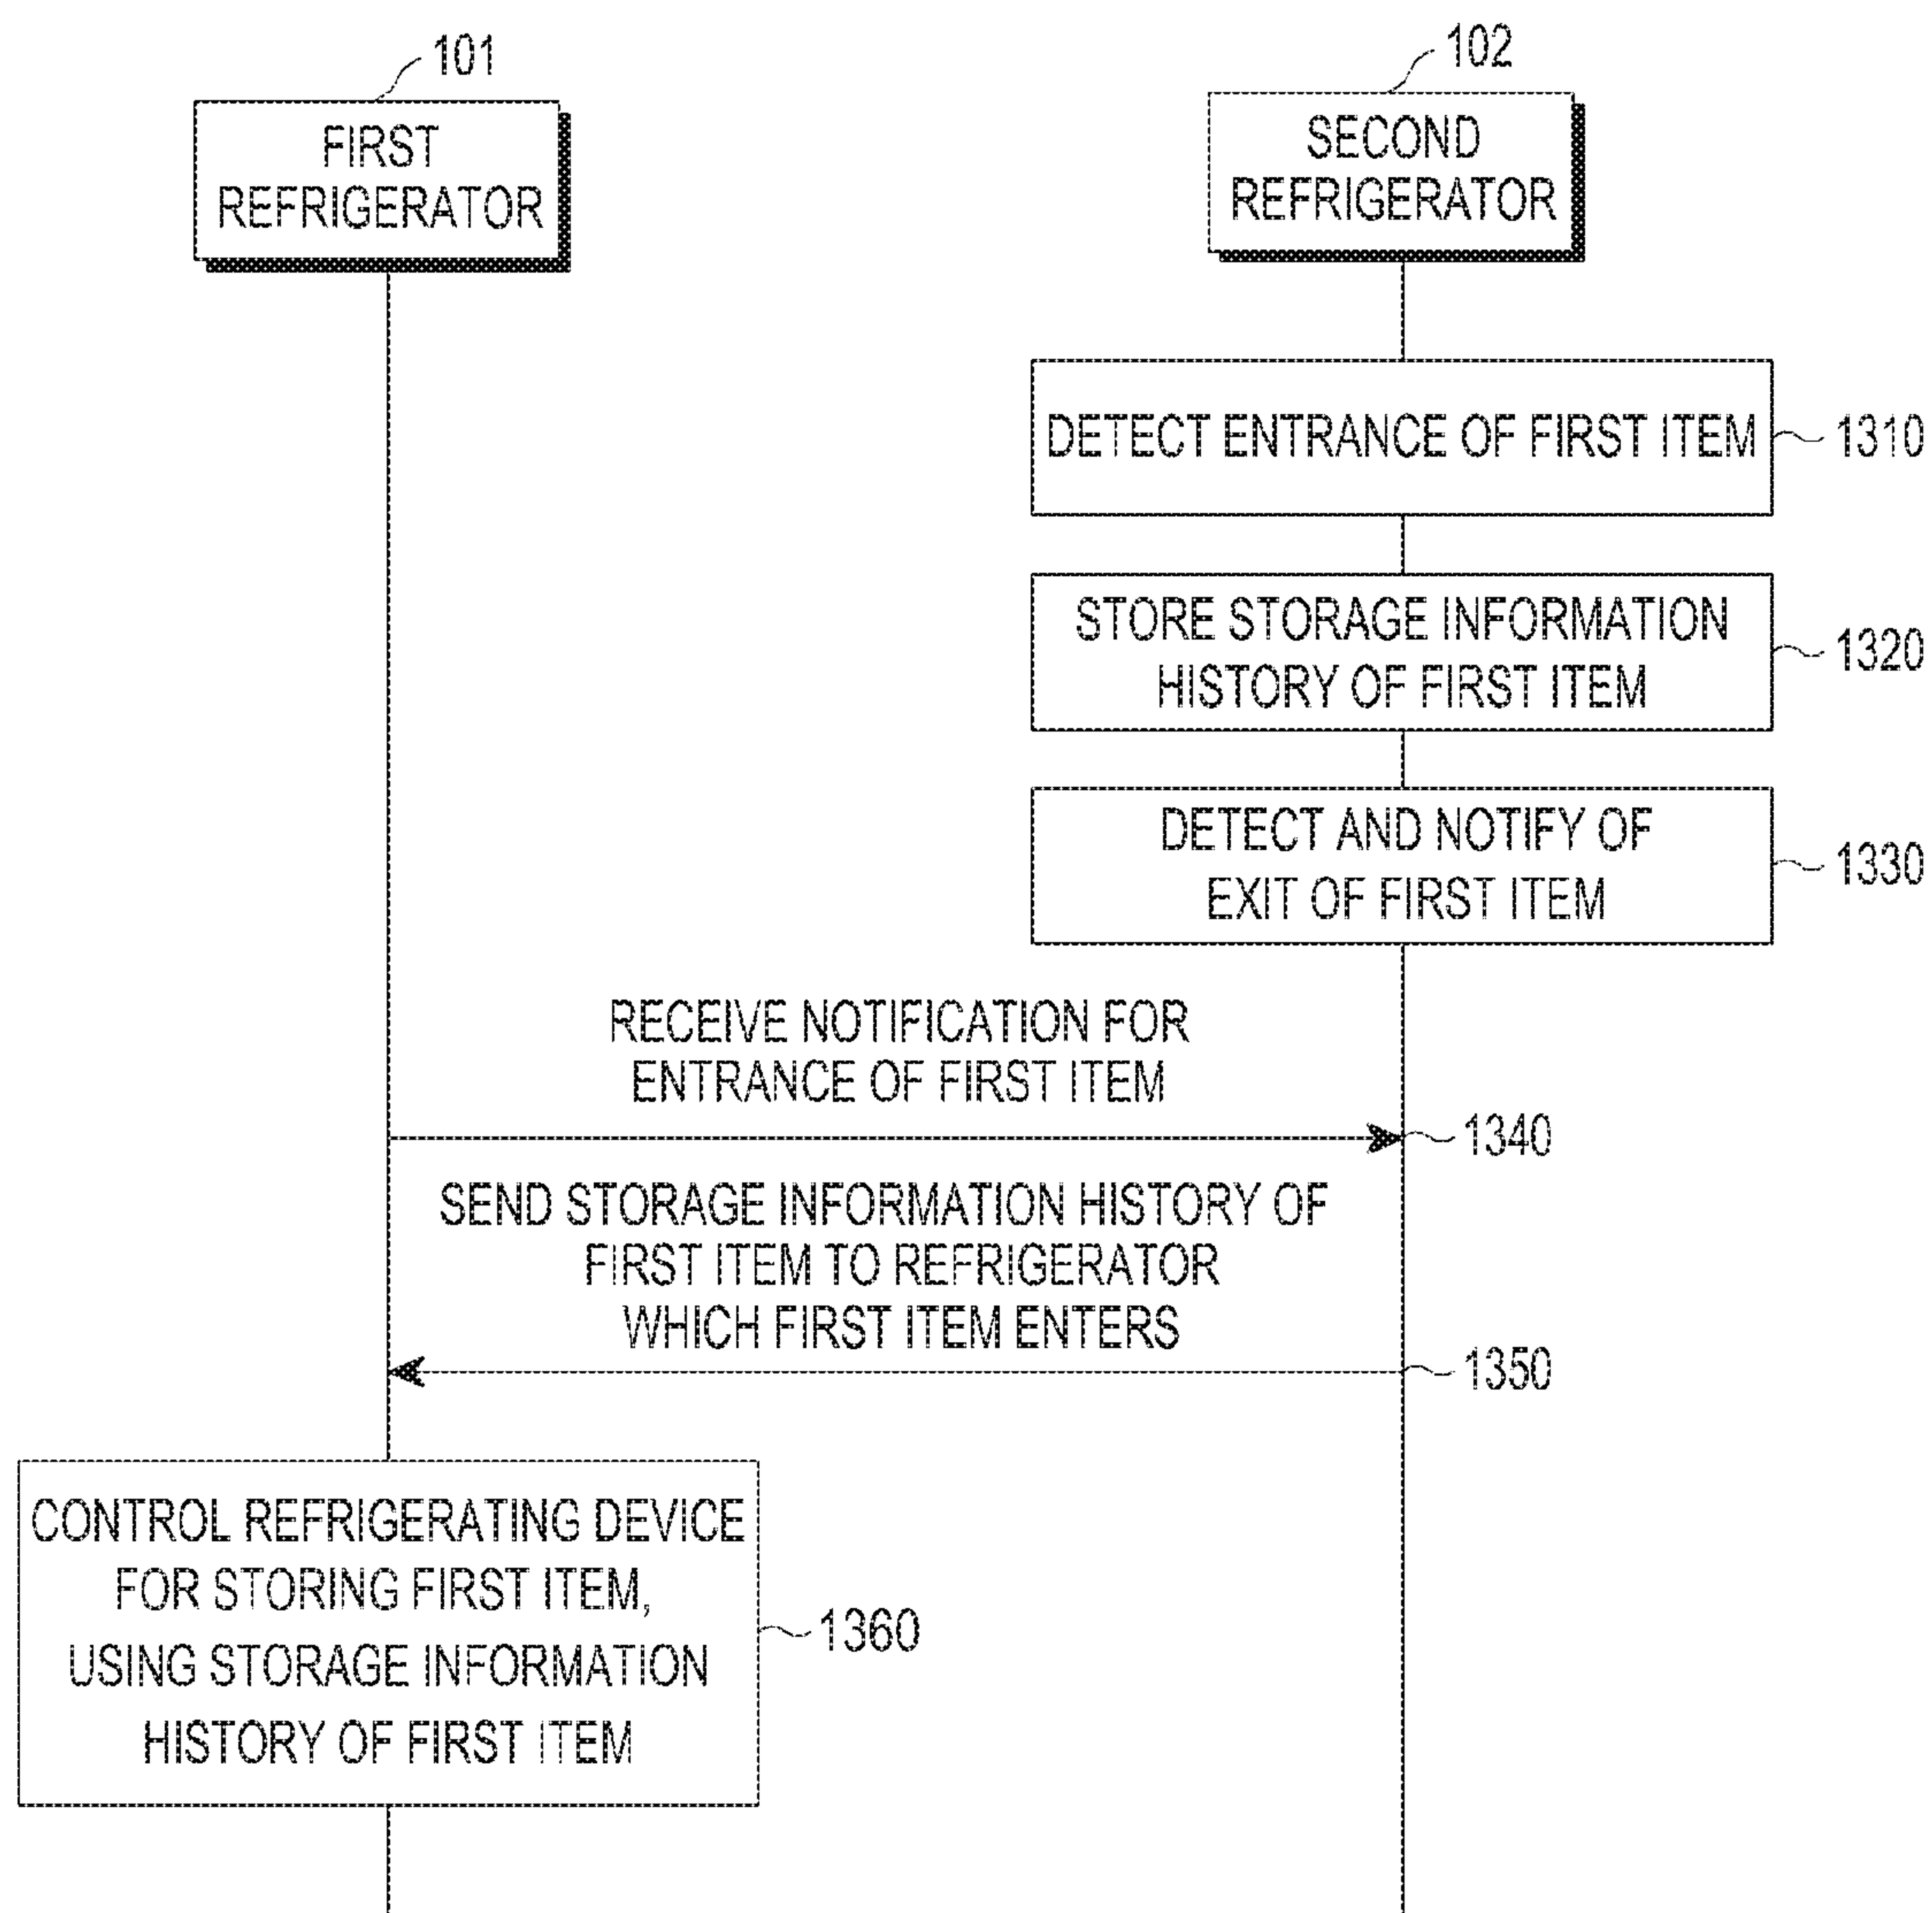 101
FIRST
REFRIGERATOR
102
SECOND
REFRIGERATOR
DETECT ENTRANCE OF FIRST ITEM
1310
STORE STORAGE INFORMATION
HISTORY OF FIRST ITEM
1320
DETECT AND NOTIFY OF
EXIT OF FIRST ITEM
1330
RECEIVE NOTIFICATION FOR
ENTRANCE OF FIRST ITEM
1340
SEND STORAGE INFORMATION HISTORY OF
FIRST ITEM TO REFRIGERATOR
WHICH FIRST ITEM ENTERS
1350
CONTROL REFRIGERATING DEVICE
FOR STORING FIRST ITEM,
USING STORAGE INFORMATION
HISTORY OF FIRST ITEM
1360